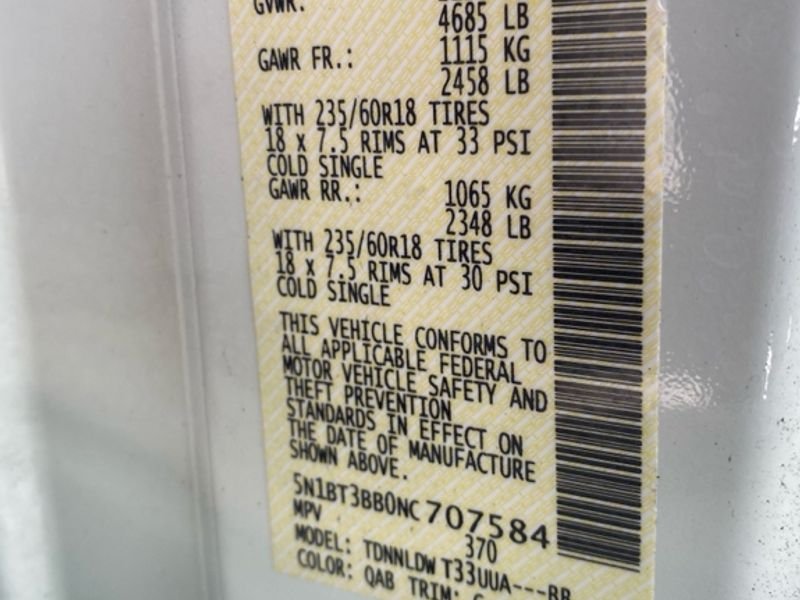 GVWR:
4685 LB
GAWR FR.: 1115 KG
2458 LB
WITH 235/60R18 TIRES
18 x 7.5 RIMS AT 33 PSI
COLD SINGLE
GAWR RR.: 1065 KG
2348 LB
WITH 235/60R18 TIRES
18 x 7.5 RIMS AT 30 PSI
COLD SINGLE
THIS VEHICLE CONFORMS TO
ALL APPLICABLE FEDERAL
MOTOR VEHICLE SAFETY AND
THEFT PREVENTION
STANDARDS IN EFFECT ON
THE DATE OF MANUFACTURE
SHOWN ABOVE.
5N1BT3BB0NC707584
MPV 370
MODEL: TDNNLDW T33UUA---BR
COLOR: QAB TRIM: